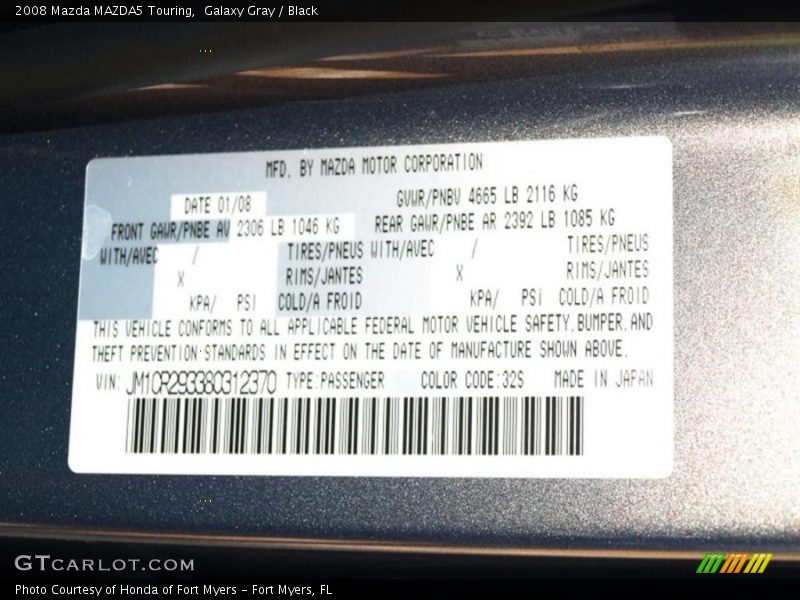 2008 Mazda MAZDA5 Touring, Galaxy Gray / Black
MFD. BY MAZDA MOTOR CORPORATION
DATE 01/08 GVWR/PNBV 4665 LB 2116 KG
FRONT GAWR/PNBE AV 2306 LB 1046 KG REAR GAWR/PNBE AR 2392 LB 1085 KG
WITH/AVEC / TIRES/PNEUS WITH/AVEC / TIRES/PNEUS
X RIMS/JANTES X RIMS/JANTES
KPA/ PSI COLD/A FROID KPA/ PSI COLD/A FROID
THIS VEHICLE CONFORMS TO ALL APPLICABLE FEDERAL MOTOR VEHICLE SAFETY, BUMPER, AND
THEFT PREVENTION STANDARDS IN EFFECT ON THE DATE OF MANUFACTURE SHOWN ABOVE.
VIN: JM1CR293380312370 TYPE:PASSENGER COLOR CODE:32S MADE IN JAPAN
GTCARLOT.COM
Photo Courtesy of Honda of Fort Myers - Fort Myers, FL